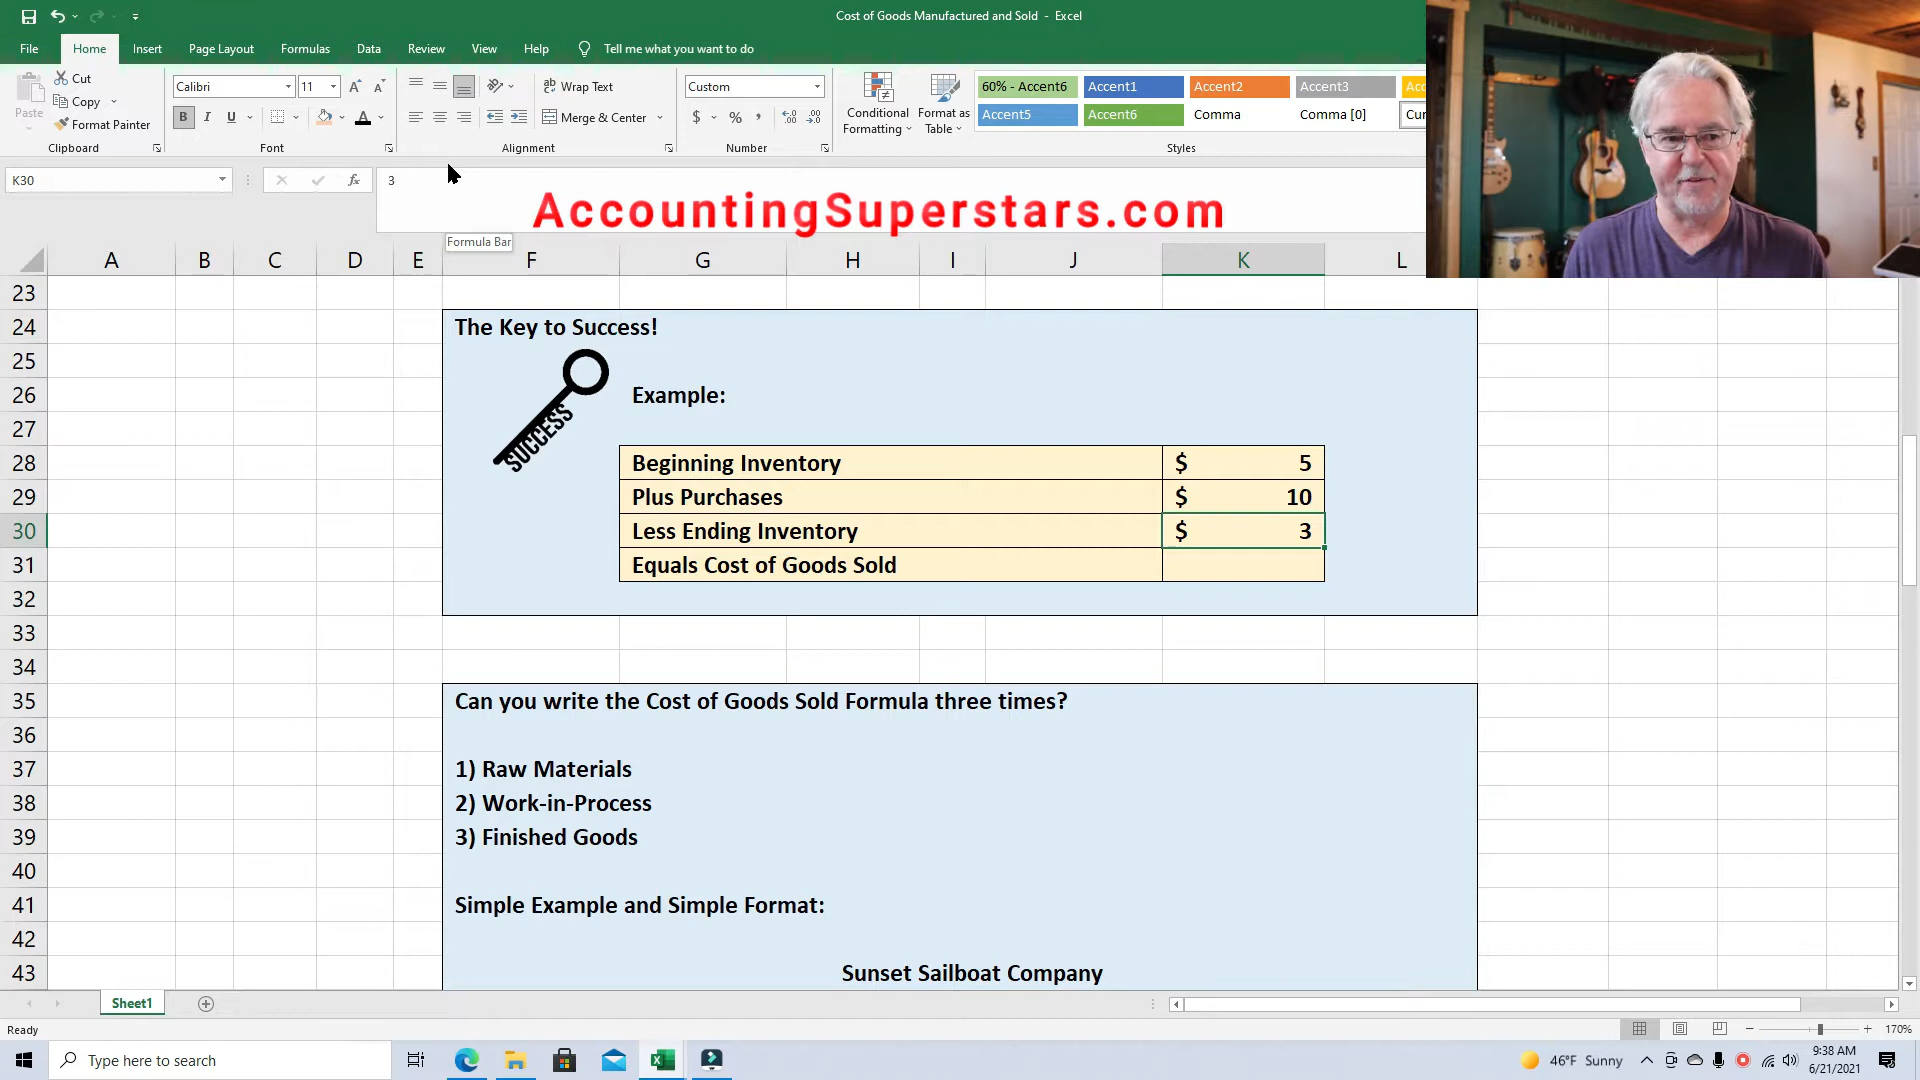 Cost of Goods Manufactured and Sold - Excel
File Home Insert Page Layout Formulas Data Review View Help Tell me what you want to do
Paste
Cut
Copy
Format Painter
Clipboard
Calibri 11
B I U
Font
Wrap Text
Merge & Center
Alignment
Custom
$ % ,
Number
Conditional Formatting
Format as Table
60% - Accent6 Accent1 Accent2 Accent3
Accent5 Accent6 Comma Comma [0]
Styles
K30 fx 3
AccountingSuperstars.com
Formula Bar
A B C D E F G H I J K L
23
24 The Key to Success!
25
26 Example:
SUCCESS
27
28 Beginning Inventory $ 5
29 Plus Purchases $ 10
30 Less Ending Inventory $ 3
31 Equals Cost of Goods Sold
32
33
34
35 Can you write the Cost of Goods Sold Formula three times?
36
37 1) Raw Materials
38 2) Work-in-Process
39 3) Finished Goods
40
41 Simple Example and Simple Format:
42
43 Sunset Sailboat Company
Sheet1
Ready
170%
Type here to search
46°F Sunny
9:38 AM
6/21/2021